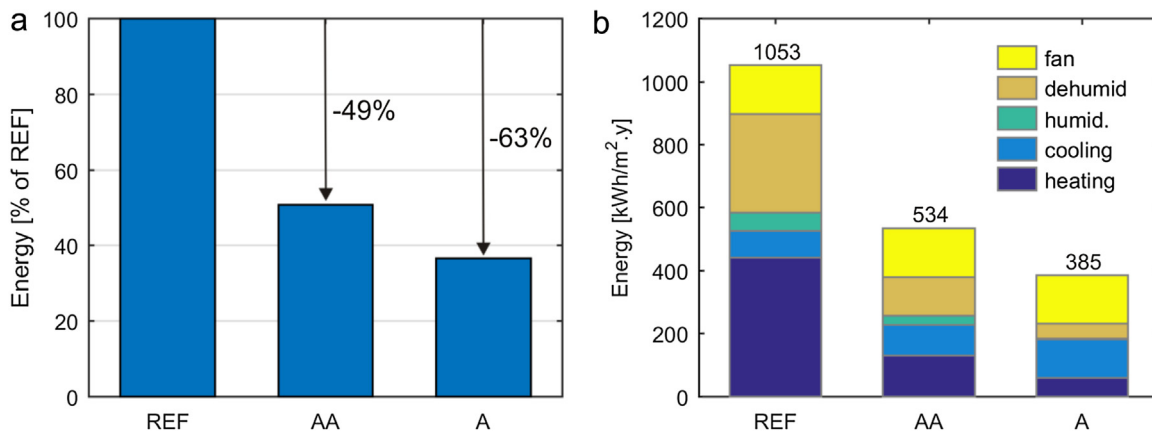 a
Energy [% of REF]
100
80
60
40
20
0
-49%
-63%
REF AA A
b
Energy [kWh/m².y]
1200
1000
800
600
400
200
0
1053
534
385
fan
dehumid
humid.
cooling
heating
REF AA A